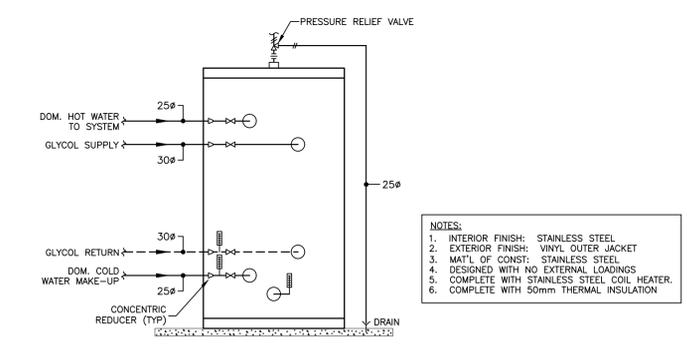 PRESSURE RELIEF VALVE
25ø
DOM. HOT WATER
TO SYSTEM
GLYCOL SUPPLY
30ø
25ø
30ø
GLYCOL RETURN
DOM. COLD
WATER MAKE-UP
25ø
CONCENTRIC
REDUCER (TYP)
DRAIN
NOTES:
1. INTERIOR FINISH: STAINLESS STEEL
2. EXTERIOR FINISH: VINYL OUTER JACKET
3. MAT'L OF CONST: STAINLESS STEEL
4. DESIGNED WITH NO EXTERNAL LOADINGS
5. COMPLETE WITH STAINLESS STEEL COIL HEATER.
6. COMPLETE WITH 50mm THERMAL INSULATION